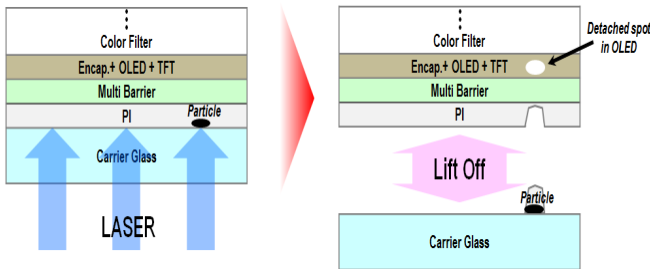 Color Filter
Encap.+ OLED + TFT
Multi Barrier
PI
Particle
Carrier Glass
LASER
Detached spot
in OLED
Color Filter
Encap.+ OLED + TFT
Multi Barrier
PI
Lift Off
Particle
Carrier Glass